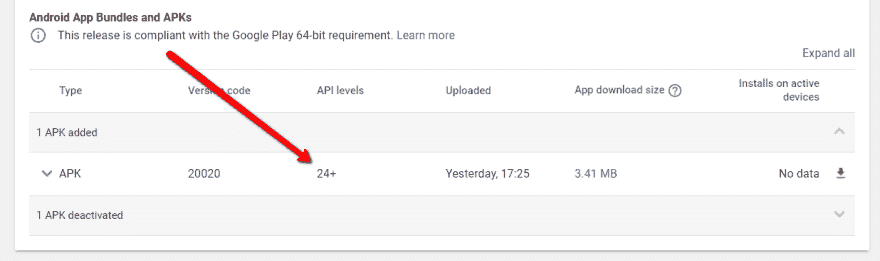 Android App Bundles and APKs
This release is compliant with the Google Play 64-bit requirement. Learn more
Expand all
Type Version code API levels Uploaded App download size Installs on active devices
1 APK added
APK 20020 24+ Yesterday, 17:25 3.41 MB No data
1 APK deactivated